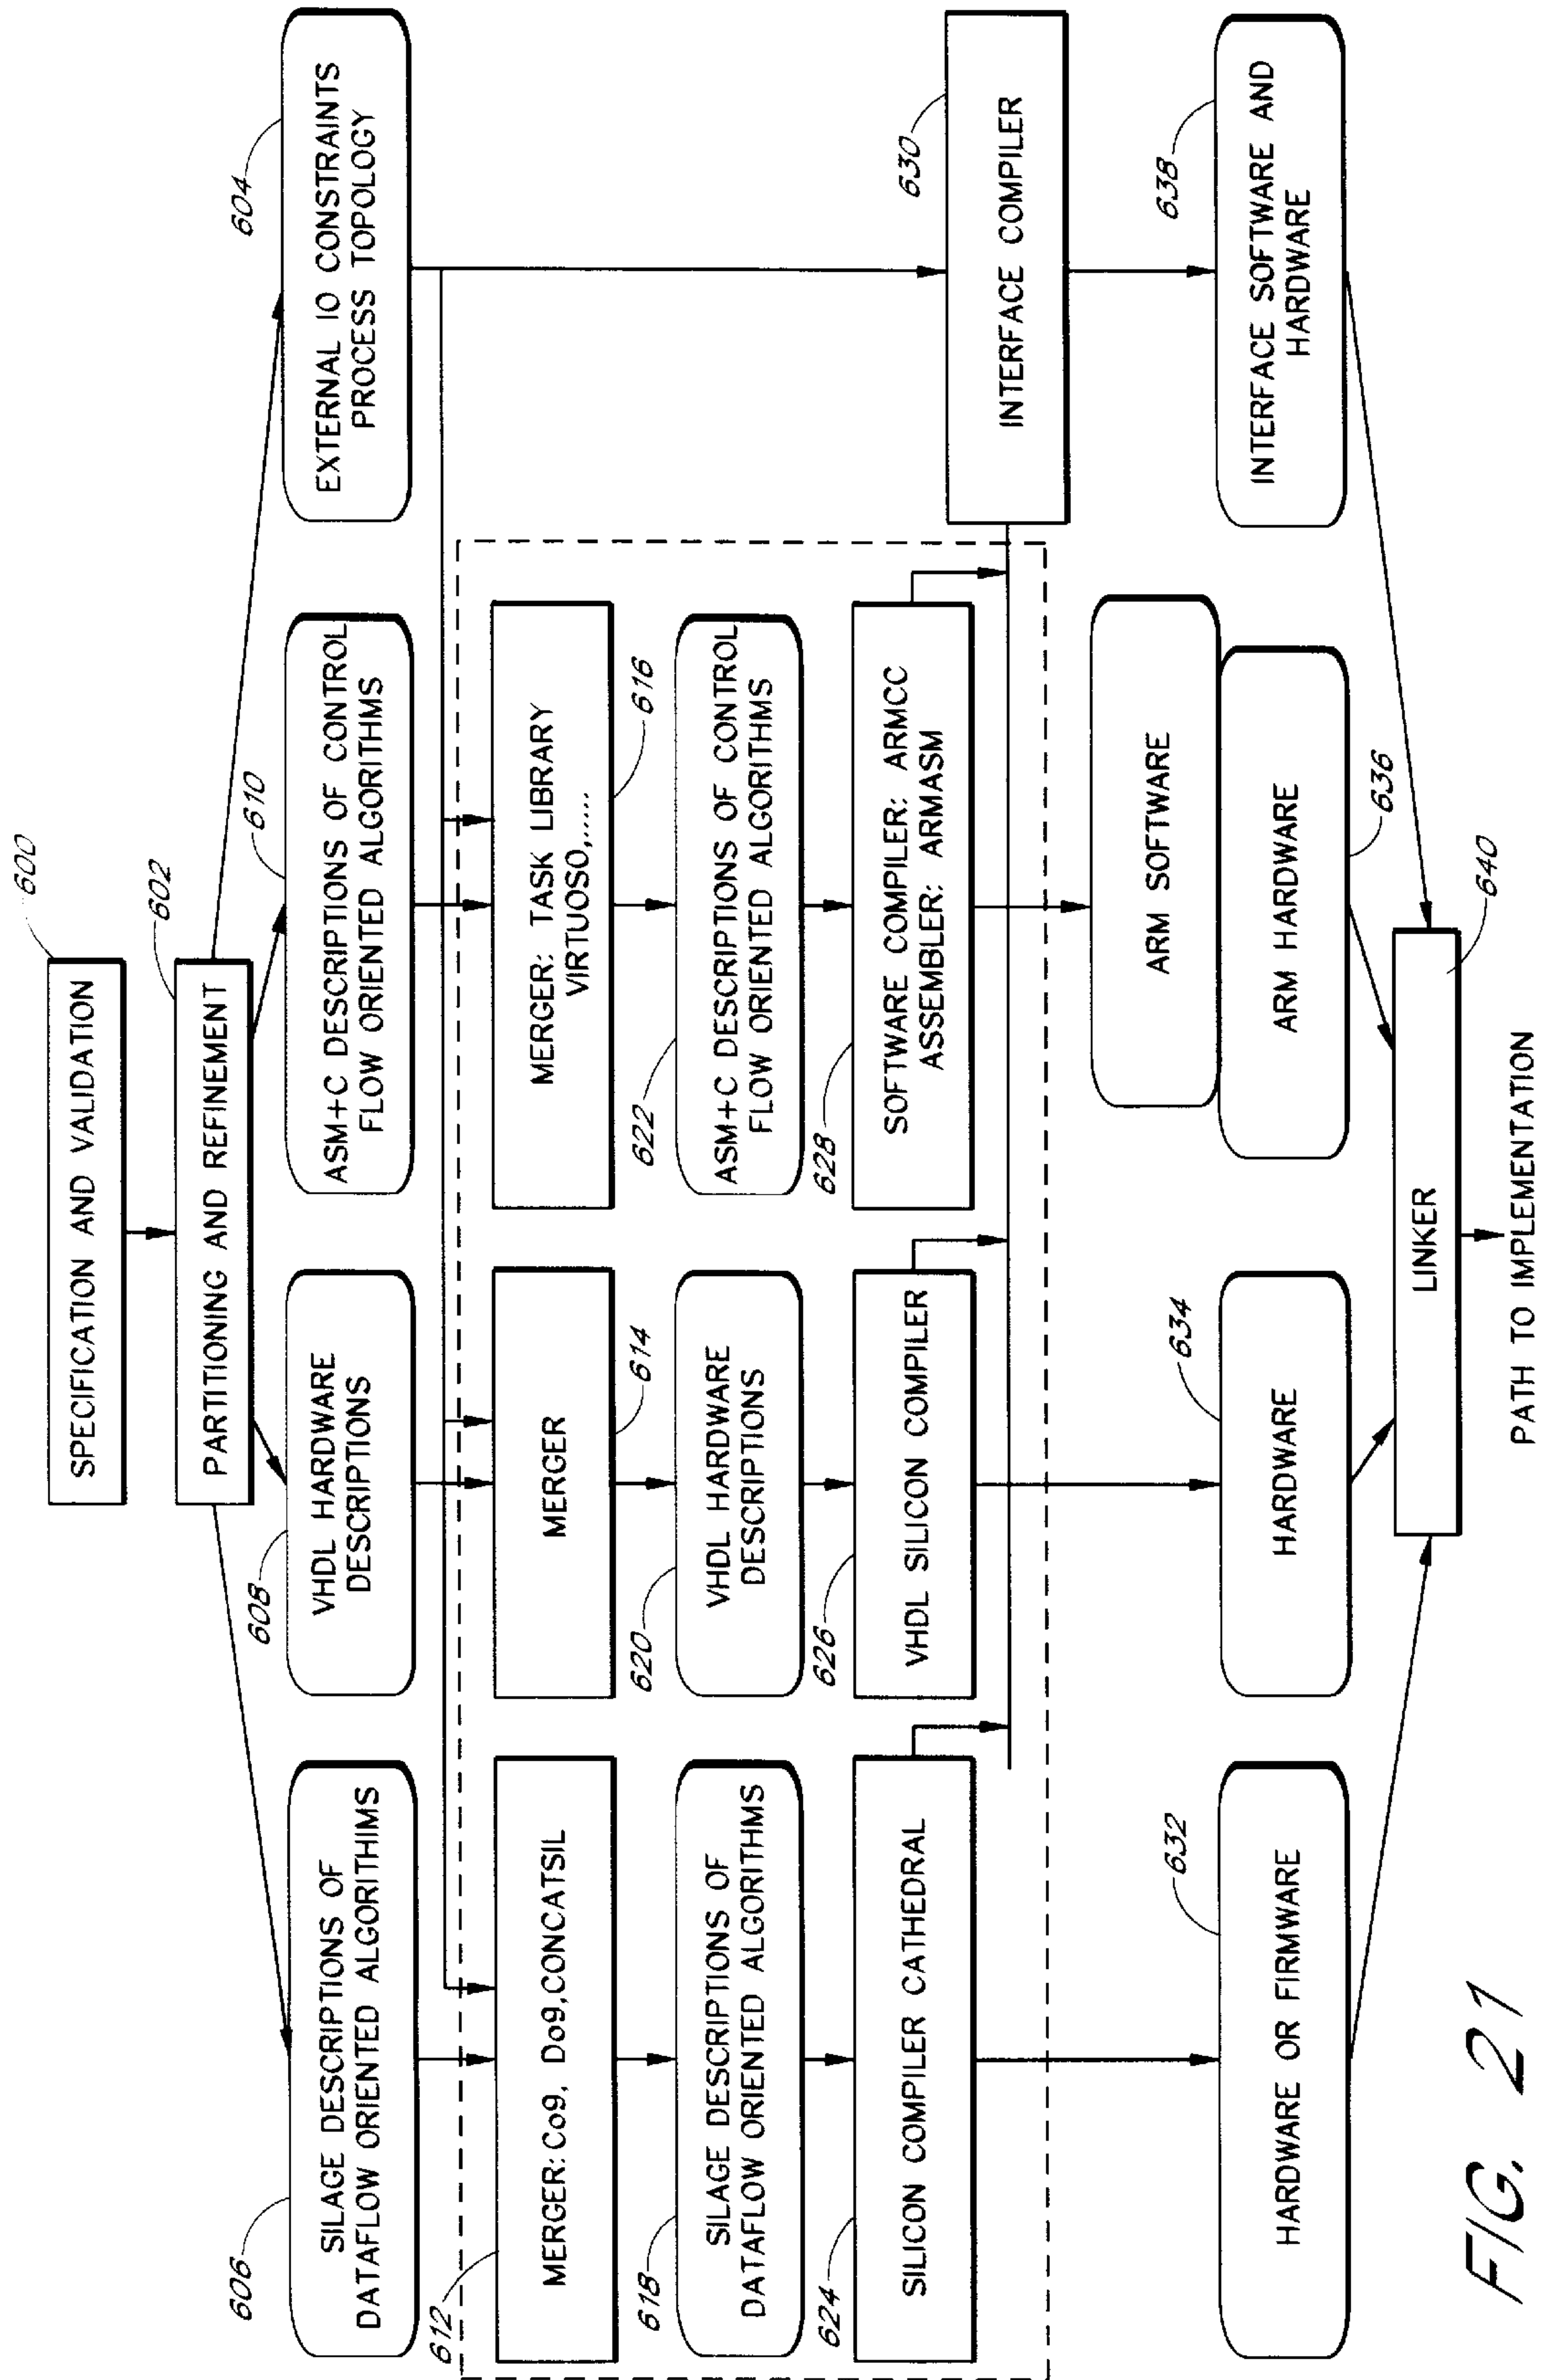 600
SPECIFICATION AND VALIDATION
602
PARTITIONING AND REFINEMENT
606
SILAGE DESCRIPTIONS OF
DATAFLOW ORIENTED ALGORITHIMS
608
VHDL HARDWARE
DESCRIPTIONS
610
ASM+C DESCRIPTIONS OF CONTROL
FLOW ORIENTED ALGORITHMS
604
EXTERNAL IO CONSTRAINTS
PROCESS TOPOLOGY
612
MERGER: Co9, Do9,CONCATSIL
MERGER
614
MERGER: TASK LIBRARY
VIRTUOSO,.....
616
618
SILAGE DESCRIPTIONS OF
DATAFLOW ORIENTED ALGORITHMS
620
VHDL HARDWARE
DESCRIPTIONS
622
ASM+C DESCRIPTIONS OF CONTROL
FLOW ORIENTED ALGORITHMS
624
SILICON COMPILER CATHEDRAL
626
VHDL SILICON COMPILER
628
SOFTWARE COMPILER: ARMCC
ASSEMBLER: ARMASM
630
INTERFACE COMPILER
632
HARDWARE OR FIRMWARE
634
HARDWARE
ARM SOFTWARE
ARM HARDWARE
636
638
INTERFACE SOFTWARE AND
HARDWARE
LINKER
640
PATH TO IMPLEMENTATION
FIG. 21